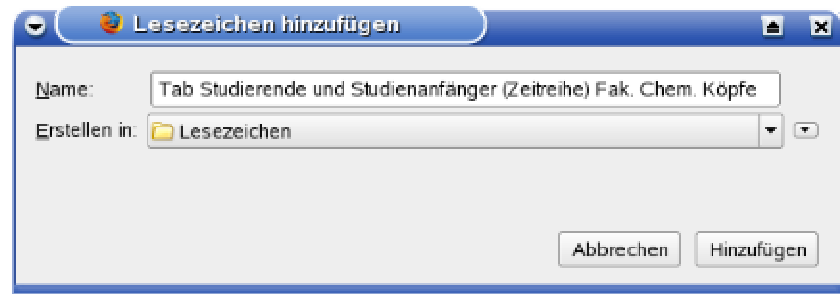 Lesezeichen hinzufügen
Name: Tab Studierende und Studienanfänger (Zeitreihe) Fak. Chem. Köpfe
Erstellen in: Lesezeichen
Abbrechen Hinzufügen